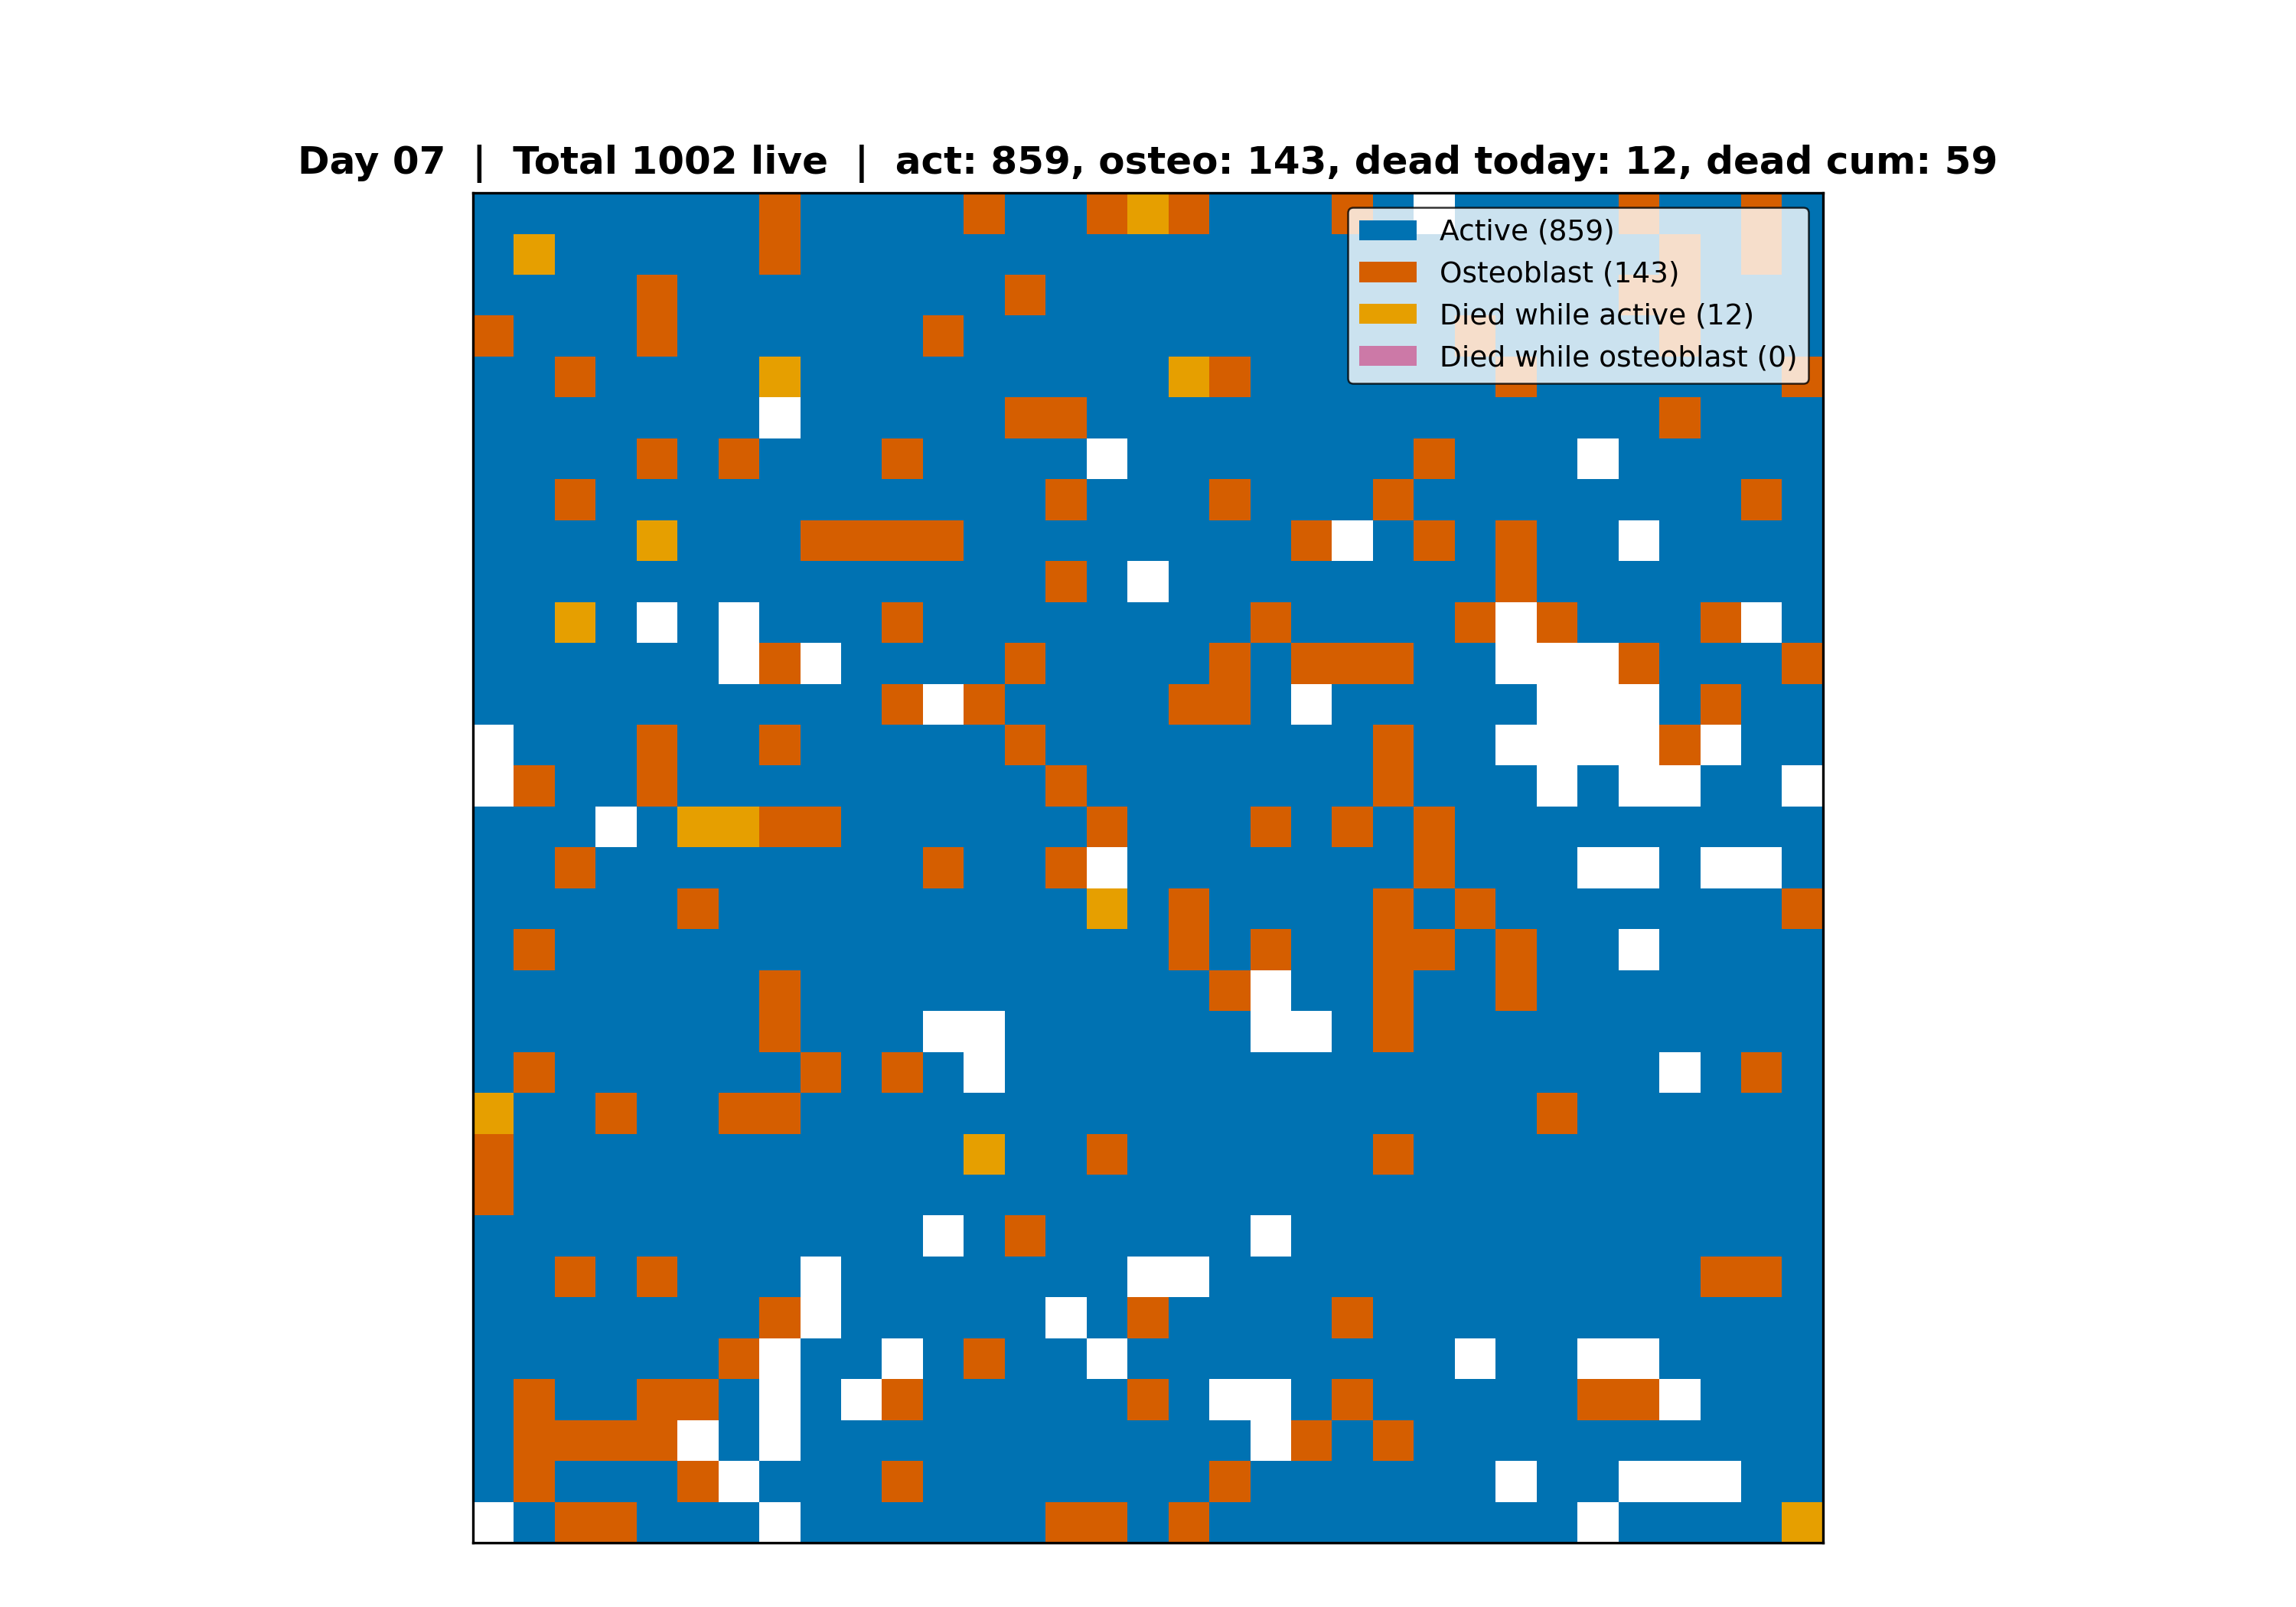 Day 07 | Total 1002 live | act: 859, osteo: 143, dead today: 12, dead cum: 59
Active (859)
Osteoblast (143)
Died while active (12)
Died while osteoblast (0)